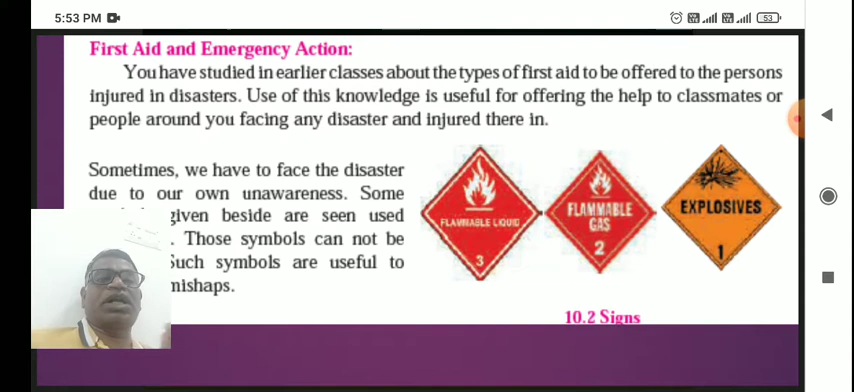 5:53 PM
53
First Aid and Emergency Action:
You have studied in earlier classes about the types of first aid to be offered to the persons
injured in disasters. Use of this knowledge is useful for offering the help to classmates or
people around you facing any disaster and injured there in.
Sometimes, we have to face the disaster
due to our own unawareness. Some
given beside are seen used
. Those symbols can not be
Such symbols are useful to
mishaps.
FLAMMABLE LIQUID
3
FLAMMABLE
GAS
2
EXPLOSIVES
1
10.2 Signs